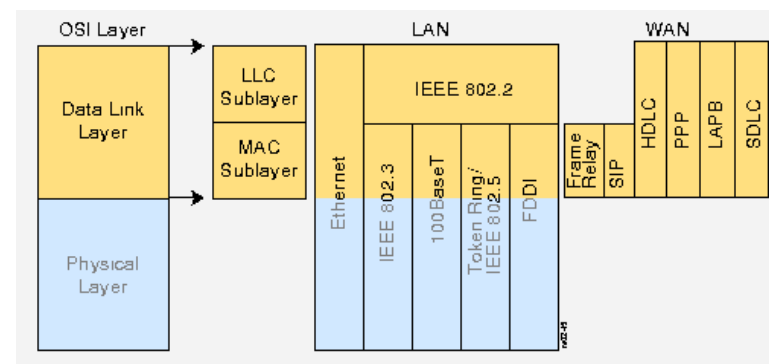 OSI Layer
LAN
WAN
Data Link
Layer
LLC
Sublayer
MAC
Sublayer
Physical
Layer
Ethernet
IEEE 802.2
IEEE 802.3
100BaseT
Token Ring/
IEEE 802.5
FDDI
Frame
Relay
SIP
HDLC
PPP
LAPB
SDLC